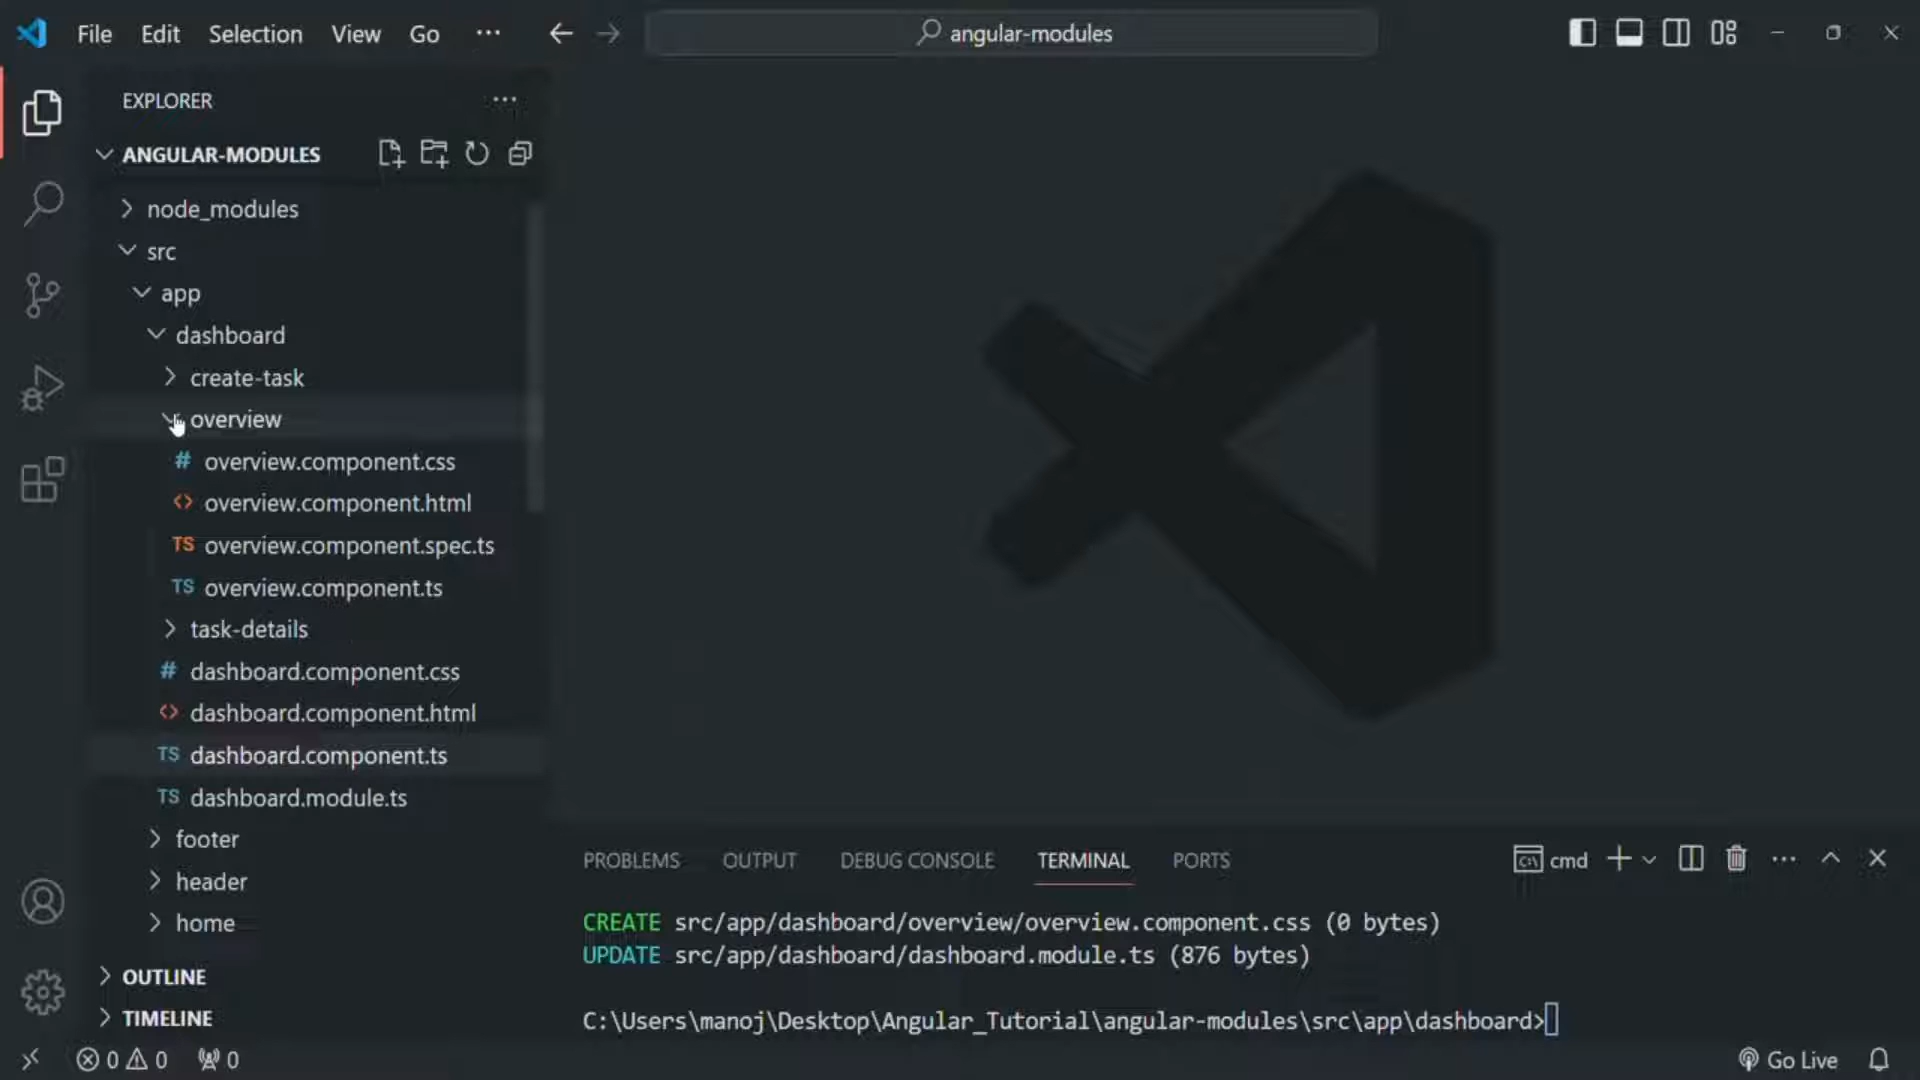 File Edit Selection View Go ··· angular-modules
EXPLORER ···
ANGULAR-MODULES
node_modules
src
app
dashboard
create-task
overview
# overview.component.css
<> overview.component.html
TS overview.component.spec.ts
TS overview.component.ts
task-details
# dashboard.component.css
<> dashboard.component.html
TS dashboard.component.ts
TS dashboard.module.ts
footer
header
home
OUTLINE
TIMELINE
PROBLEMS OUTPUT DEBUG CONSOLE TERMINAL PORTS cmd
CREATE src/app/dashboard/overview/overview.component.css (0 bytes)
UPDATE src/app/dashboard/dashboard.module.ts (876 bytes)
C:\Users\manoj\Desktop\Angular_Tutorial\angular-modules\src\app\dashboard>
0 0 0 Go Live